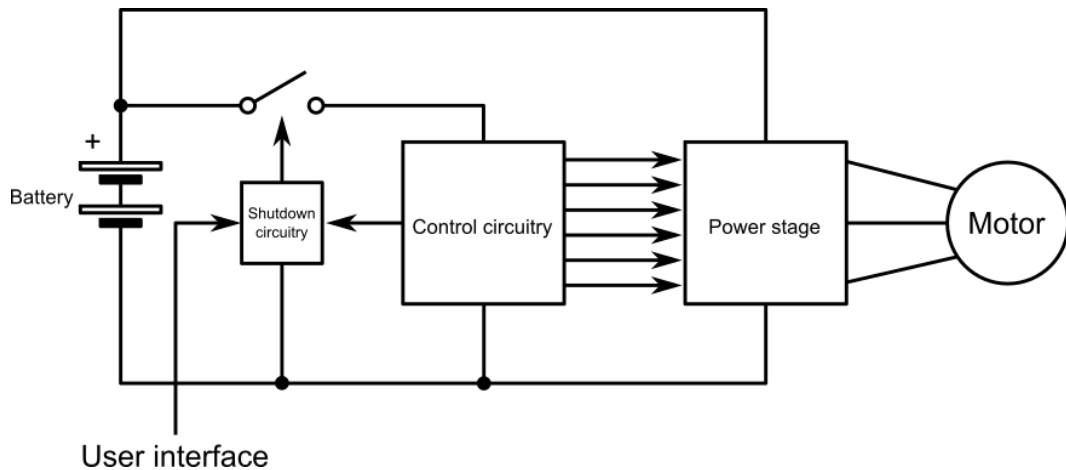 +
Battery
Shutdown
circuitry
Control circuitry
Power stage
Motor
User interface